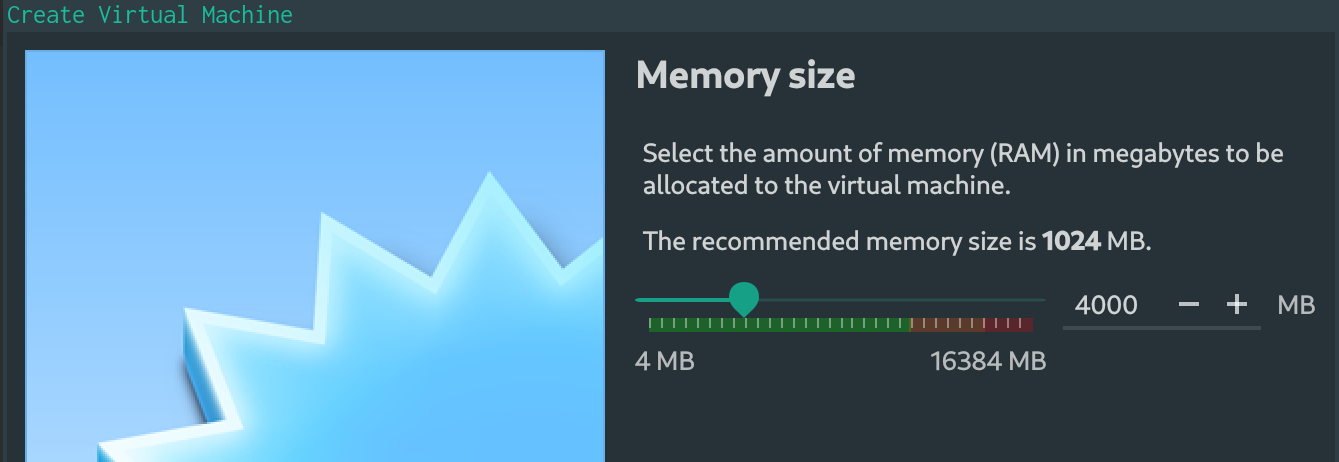 Create Virtual Machine
Memory size
Select the amount of memory (RAM) in megabytes to be
allocated to the virtual machine.
The recommended memory size is 1024 MB.
4000 − + MB
4 MB 16384 MB